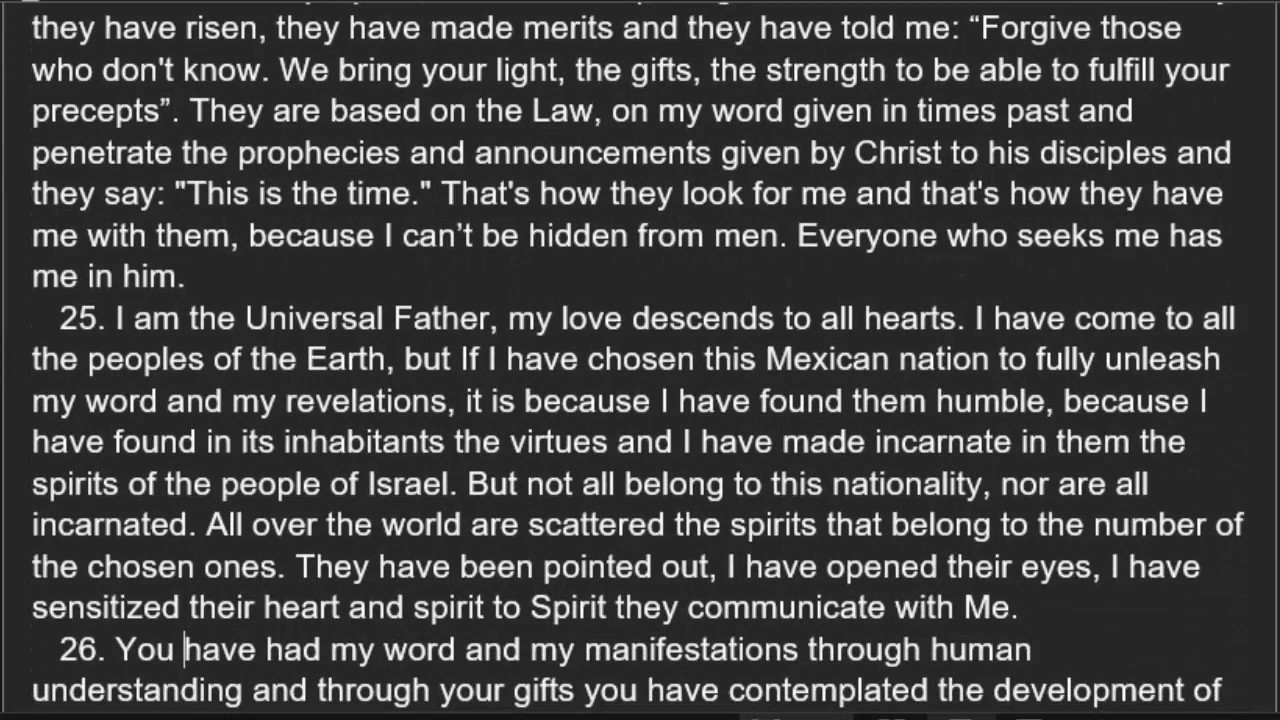 they have risen, they have made merits and they have told me: “Forgive those
who don't know. We bring your light, the gifts, the strength to be able to fulfill your
precepts”. They are based on the Law, on my word given in times past and
penetrate the prophecies and announcements given by Christ to his disciples and
they say: "This is the time." That's how they look for me and that's how they have
me with them, because I can’t be hidden from men. Everyone who seeks me has
me in him.
25. I am the Universal Father, my love descends to all hearts. I have come to all
the peoples of the Earth, but If I have chosen this Mexican nation to fully unleash
my word and my revelations, it is because I have found them humble, because I
have found in its inhabitants the virtues and I have made incarnate in them the
spirits of the people of Israel. But not all belong to this nationality, nor are all
incarnated. All over the world are scattered the spirits that belong to the number of
the chosen ones. They have been pointed out, I have opened their eyes, I have
sensitized their heart and spirit to Spirit they communicate with Me.
26. You have had my word and my manifestations through human
understanding and through your gifts you have contemplated the development of